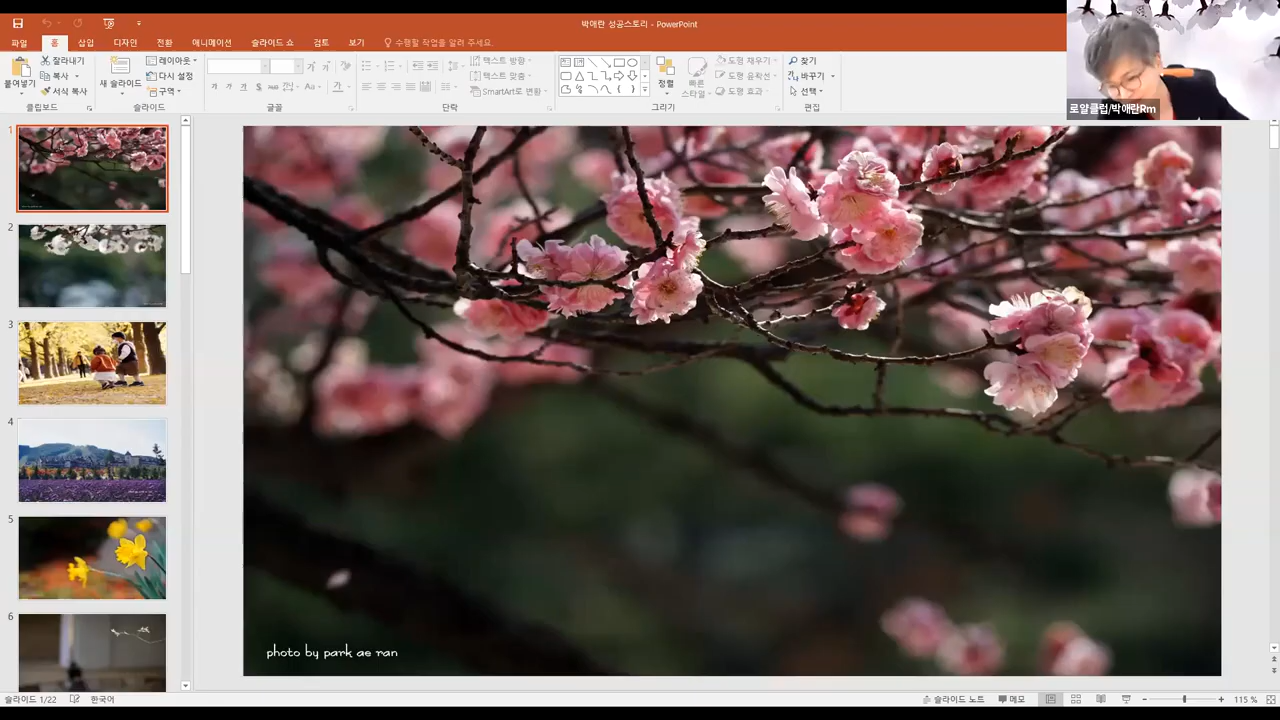 박애란 성공스토리 - PowerPoint
파일 홈 삽입 디자인 전환 애니메이션 슬라이드 쇼 검토 보기 수행할 작업을 알려 주세요.
붙여넣기 잘라내기 복사 서식 복사
새 슬라이드 레이아웃 다시 설정 구역
텍스트 방향 텍스트 맞춤 SmartArt로 변환
정렬 빠른 스타일 도형 채우기 도형 윤곽선 도형 효과
찾기 바꾸기 선택
클립보드 슬라이드 글꼴 단락 그리기 편집
로얄클럽/박애란Rm
1
2
3
4
5
6
photo by park ae ran
슬라이드 1/22 한국어 슬라이드 노트 메모 115 %